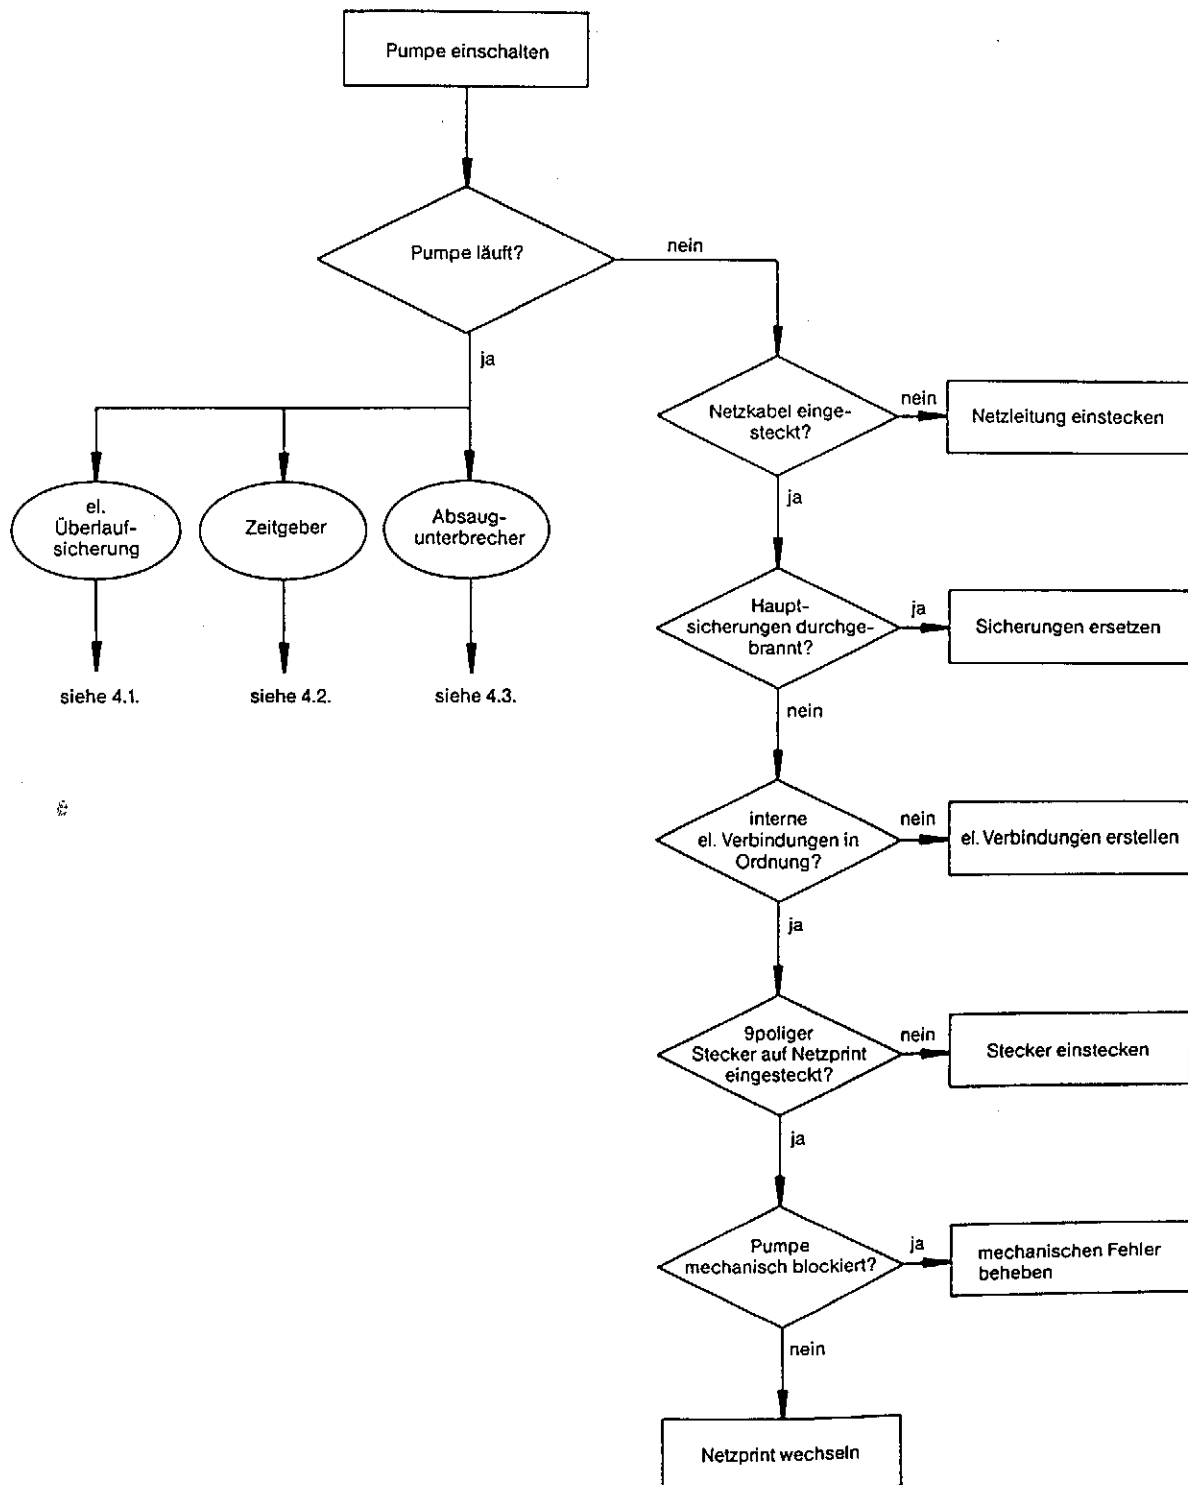 Pumpe einschalten
Pumpe läuft?
nein
ja
el.
Überlauf-
sicherung
Zeitgeber
Absaug-
unterbrecher
siehe 4.1.
siehe 4.2.
siehe 4.3.
Netzkabel einge-
steckt?
nein
Netzleitung einstecken
ja
Haupt-
sicherungen durchge-
brannt?
ja
Sicherungen ersetzen
nein
interne
el. Verbindungen in
Ordnung?
nein
el. Verbindungen erstellen
ja
9poliger
Stecker auf Netzprint
eingesteckt?
nein
Stecker einstecken
ja
Pumpe
mechanisch blockiert?
ja
mechanischen Fehler
beheben
nein
Netzprint wechseln